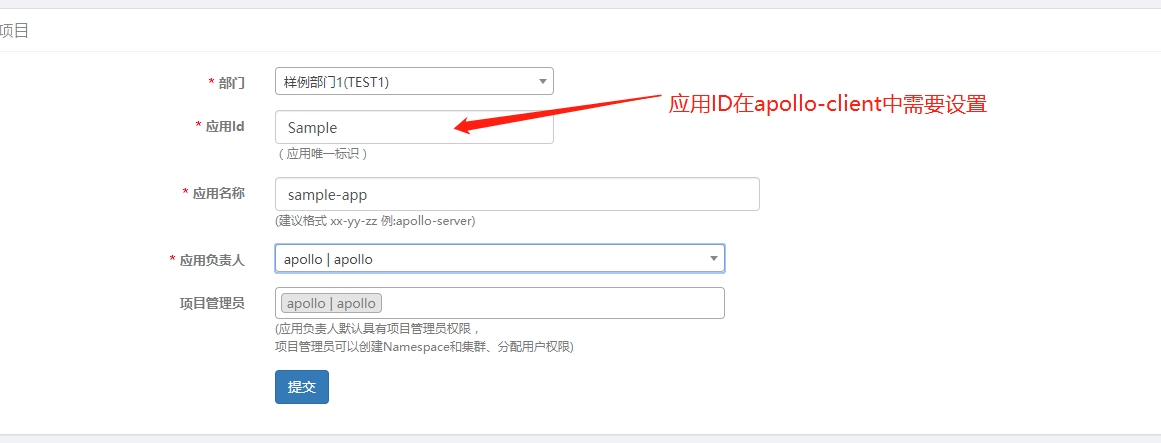 项目
* 部门 样例部门1(TEST1)
应用ID在apollo-client中需要设置
* 应用Id Sample
( 应用唯一标识 )
* 应用名称 sample-app
(建议格式 xx-yy-zz 例:apollo-server)
* 应用负责人 apollo | apollo
项目管理员 apollo | apollo
(应用负责人默认具有项目管理员权限，
项目管理员可以创建Namespace和集群、分配用户权限)
提交